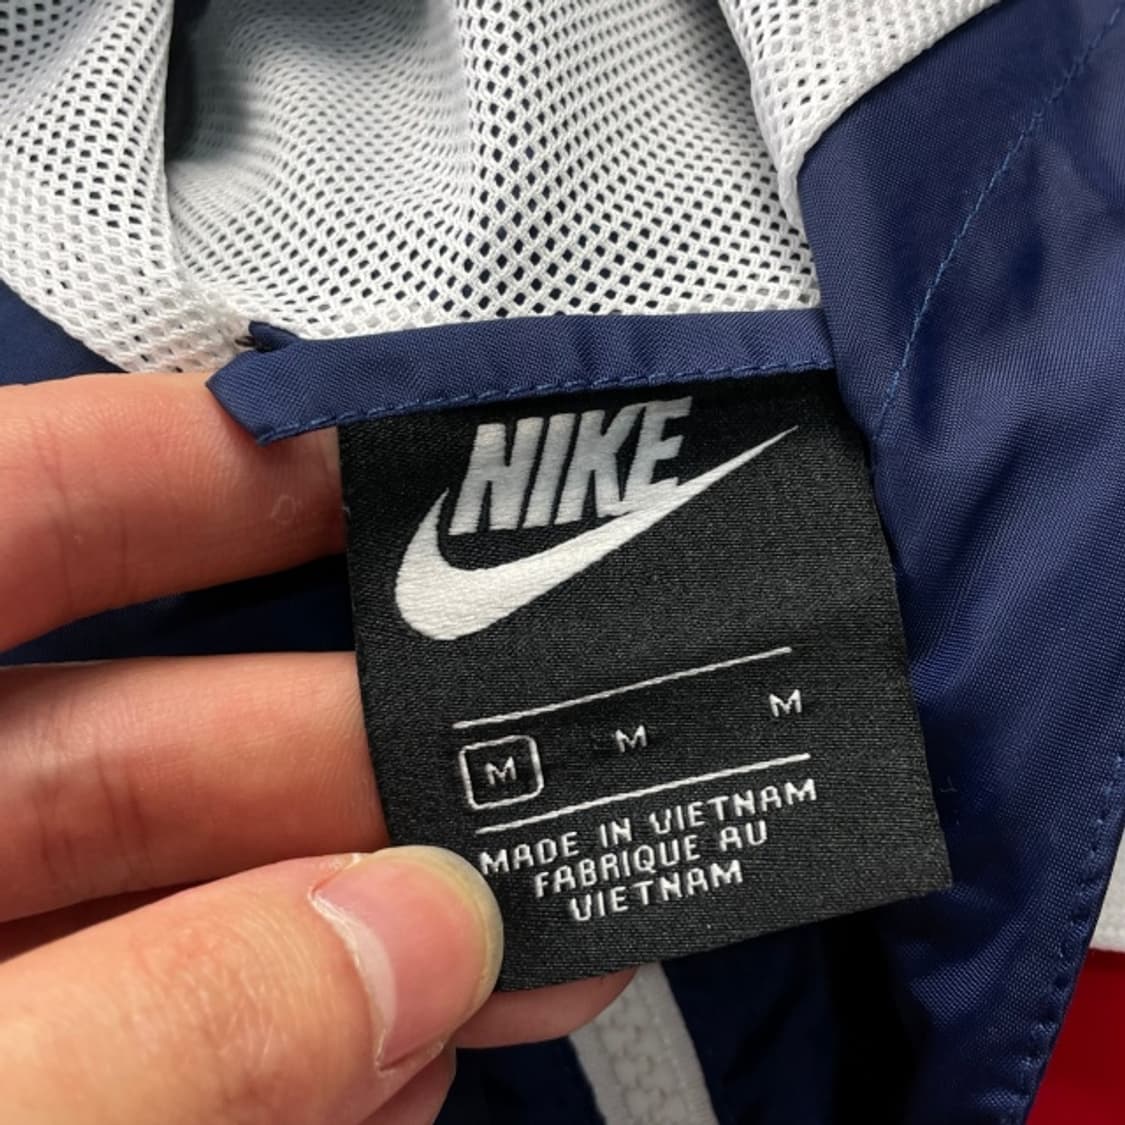 NIKE
M M M
MADE IN VIETNAM
FABRIQUE AU
VIETNAM